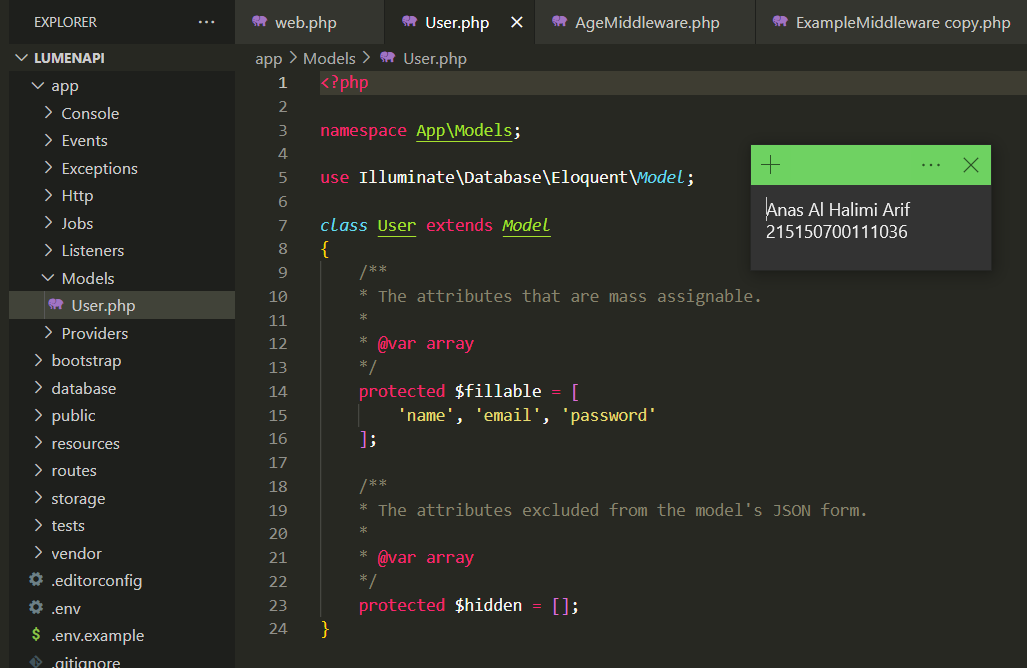 EXPLORER
...
web.php
User.php
AgeMiddleware.php
ExampleMiddleware copy.php
LUMENAPI
app
Console
Events
Exceptions
Http
Jobs
Listeners
Models
User.php
Providers
bootstrap
database
public
resources
routes
storage
tests
vendor
.editorconfig
.env
$ .env.example
.gitignore
app > Models > User.php
1 <?php
2
3 namespace App\Models;
4
5 use Illuminate\Database\Eloquent\Model;
6
7 class User extends Model
8 {
9 /**
10 * The attributes that are mass assignable.
11 *
12 * @var array
13 */
14 protected $fillable = [
15 'name', 'email', 'password'
16 ];
17
18 /**
19 * The attributes excluded from the model's JSON form.
20 *
21 * @var array
22 */
23 protected $hidden = [];
24 }
Anas Al Halimi Arif
215150700111036